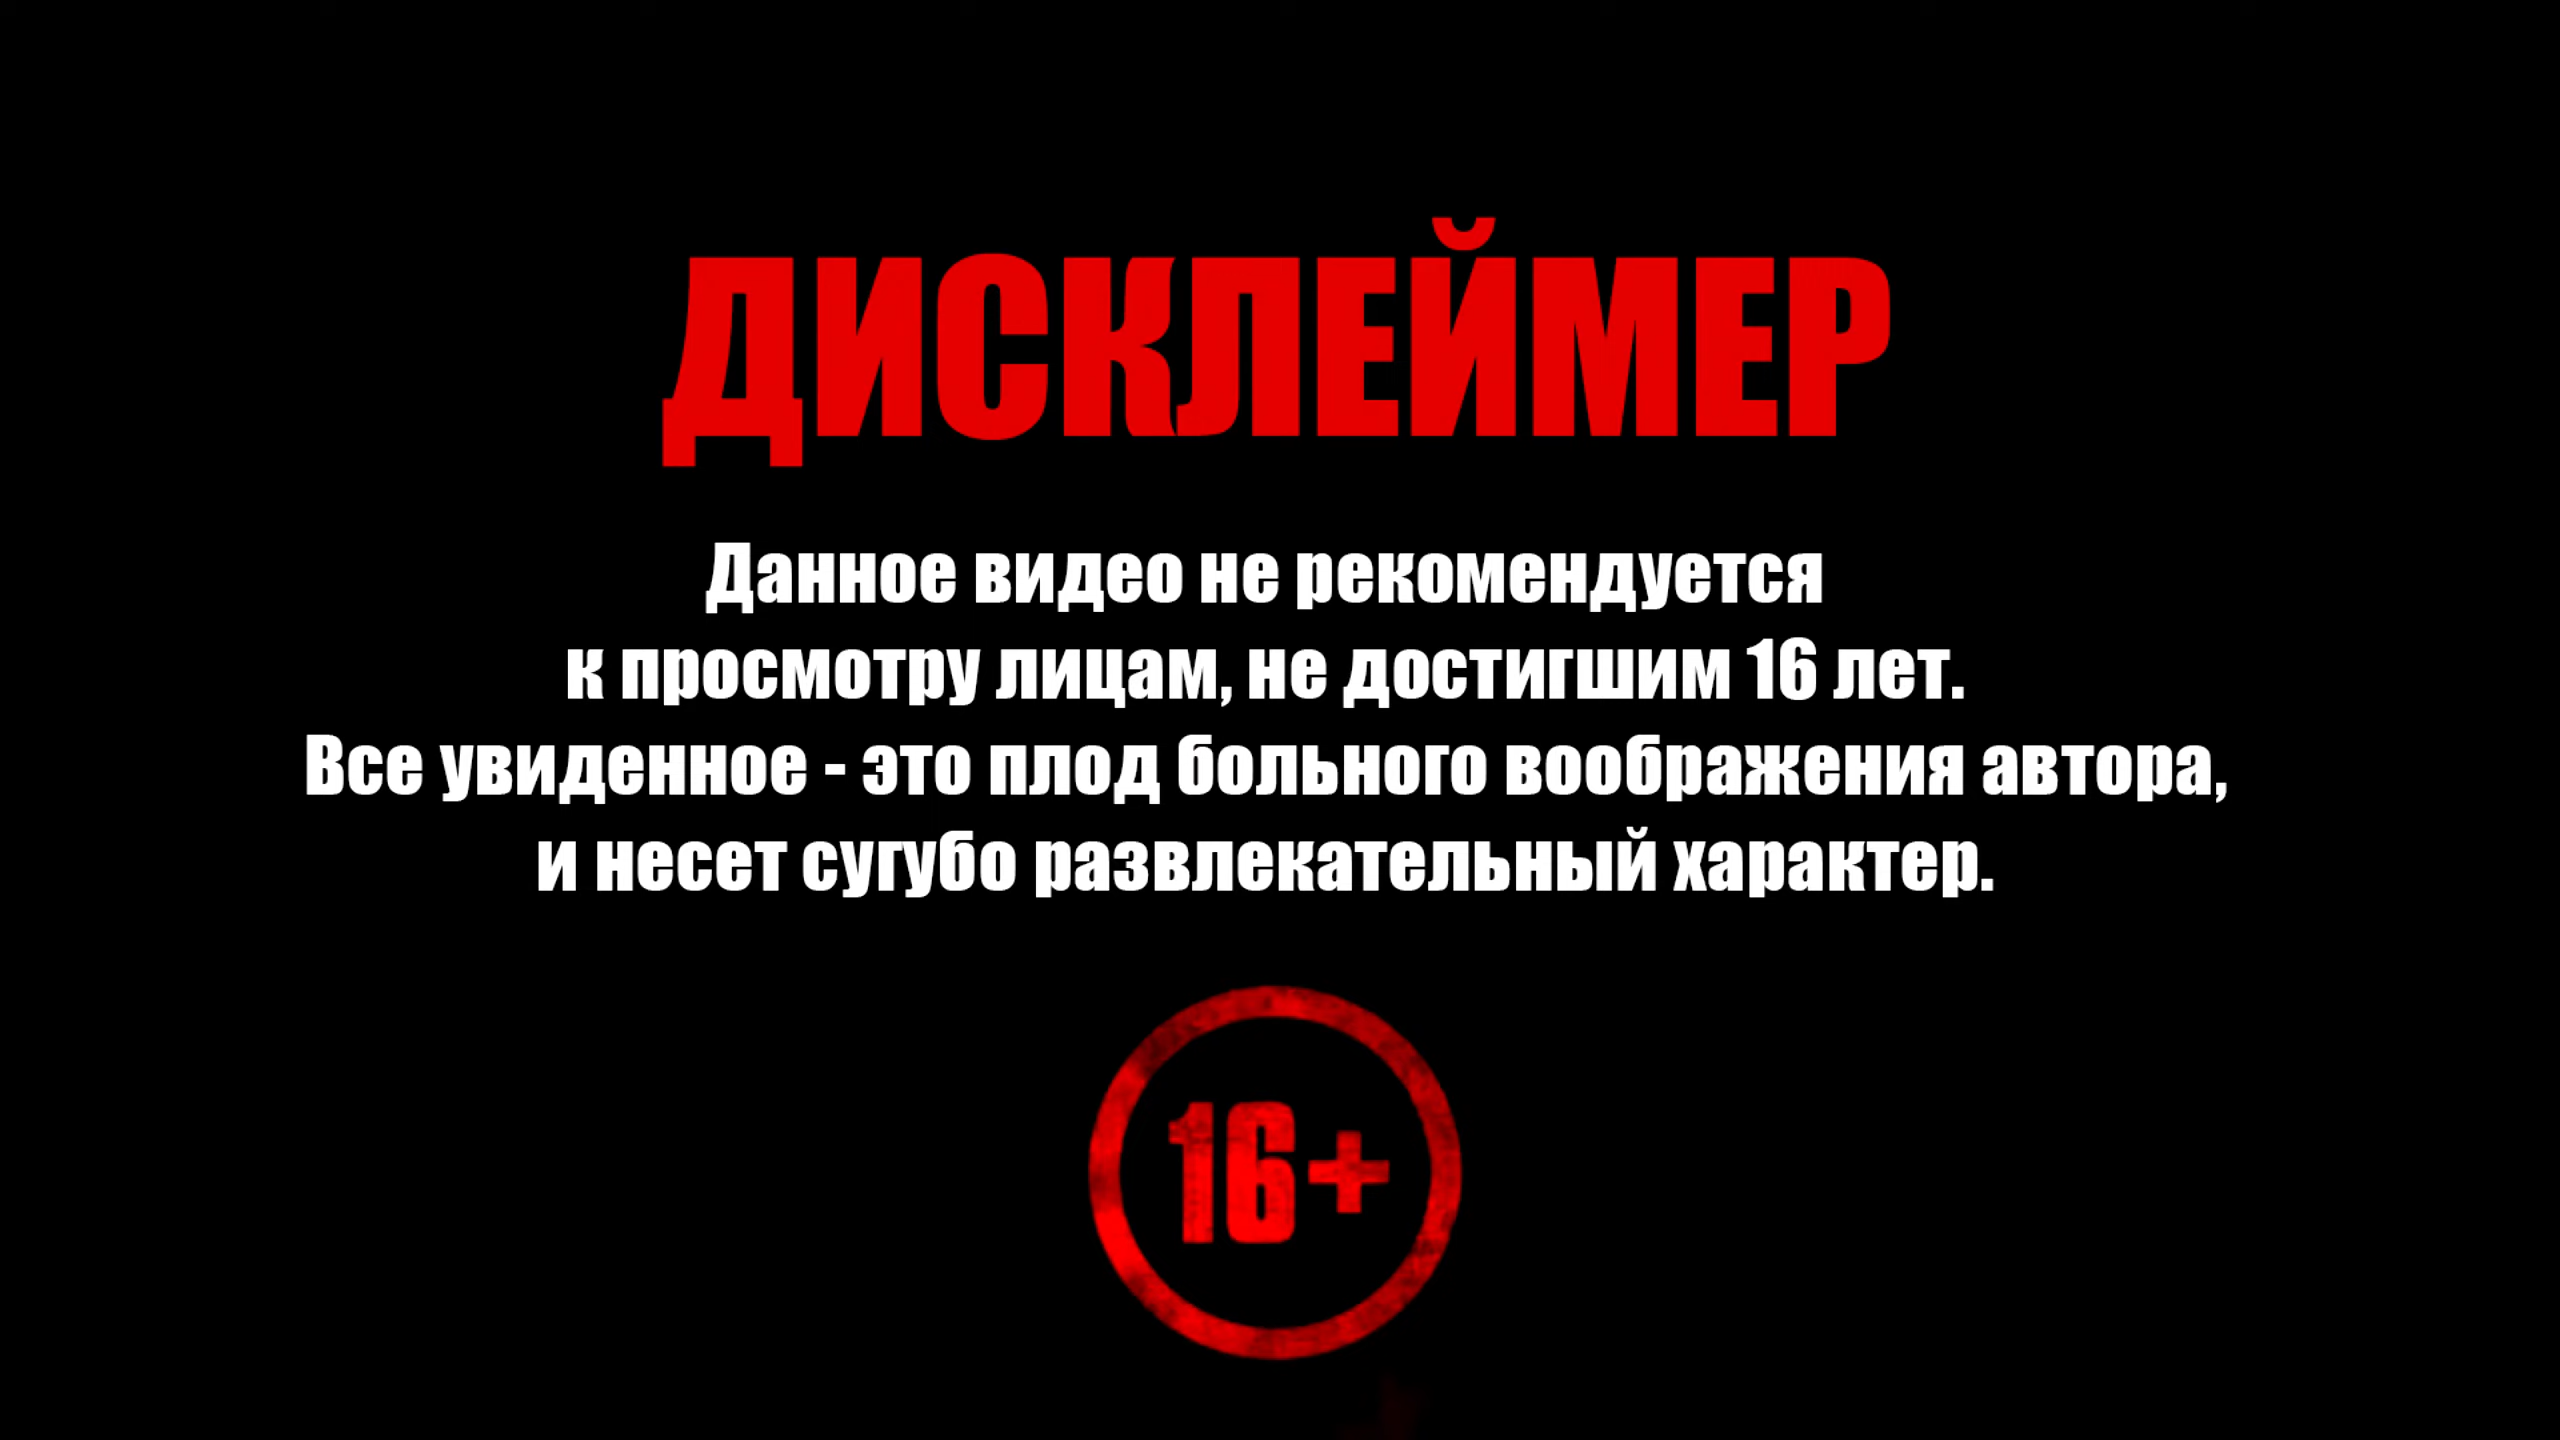 ДИСКЛЕЙМЕР
Данное видео не рекомендуется
к просмотру лицам, не достигшим 16 лет.
Все увиденное - это плод больного воображения автора,
и несет сугубо развлекательный характер.
16+